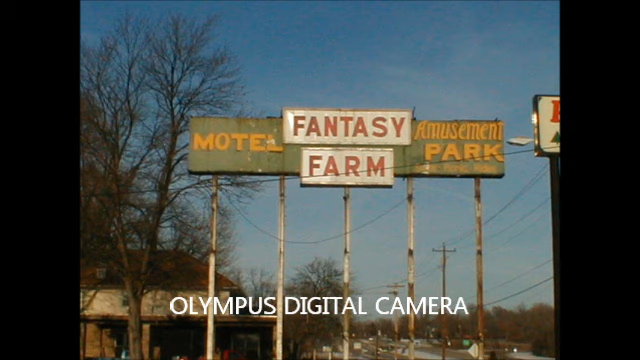 MOTEL
FANTASY
FARM
Amusement
PARK
OLYMPUS DIGITAL CAMERA